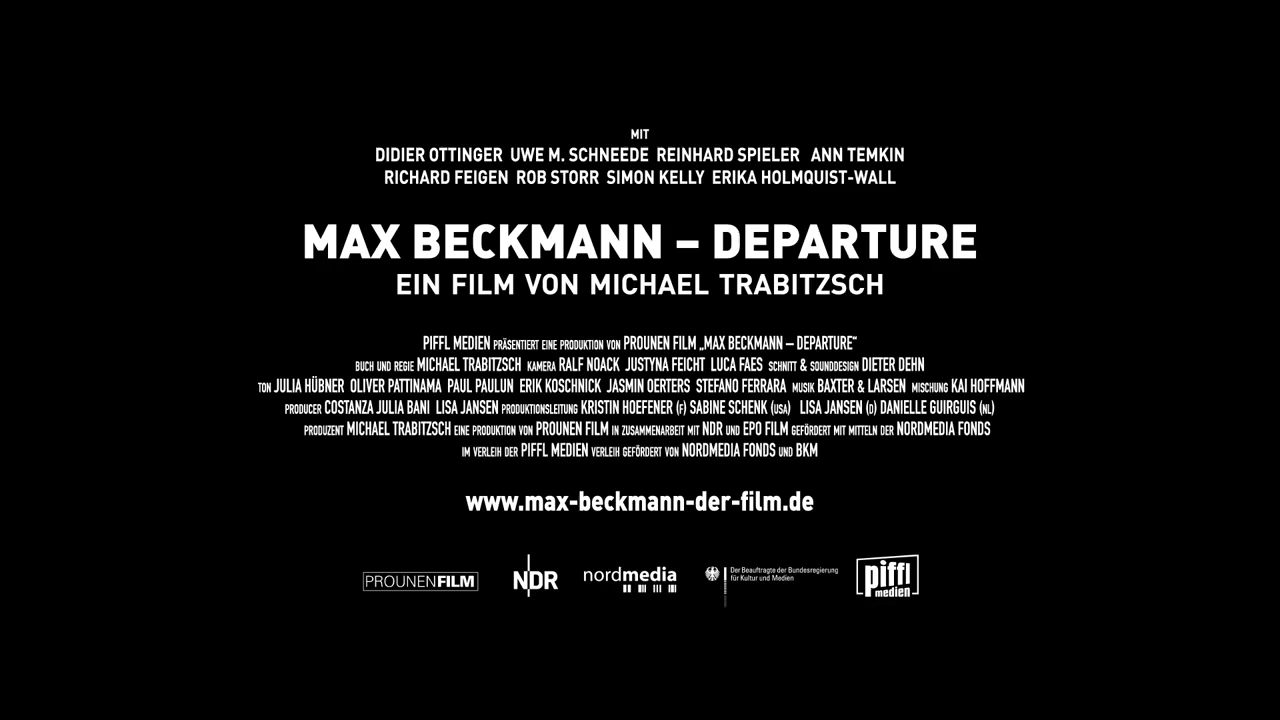 MIT
DIDIER OTTINGER UWE M. SCHNEEDE REINHARD SPIELER ANN TEMKIN
RICHARD FEIGEN ROB STORR SIMON KELLY ERIKA HOLMQUIST-WALL
MAX BECKMANN – DEPARTURE
EIN FILM VON MICHAEL TRABITZSCH
PIFFL MEDIEN PRÄSENTIERT EINE PRODUKTION VON PROUNEN FILM „MAX BECKMANN – DEPARTURE“
BUCH UND REGIE MICHAEL TRABITZSCH KAMERA RALF NOACK JUSTYNA FEICHT LUCA FAES SCHNITT & SOUNDDESIGN DIETER DEHN
TON JULIA HÜBNER OLIVER PATTINAMA PAUL PAULUN ERIK KOSCHNICK JASMIN OERTERS STEFANO FERRARA MUSIK BAXTER & LARSEN MISCHUNG KAI HOFFMANN
PRODUCER COSTANZA JULIA BANI LISA JANSEN PRODUKTIONSLEITUNG KRISTIN HOEFENER (F) SABINE SCHENK (USA) LISA JANSEN (D) DANIELLE GUIRGUIS (NL)
PRODUZENT MICHAEL TRABITZSCH EINE PRODUKTION VON PROUNEN FILM IN ZUSAMMENARBEIT MIT NDR UND EPO FILM GEFÖRDERT MIT MITTELN DER NORDMEDIA FONDS
IM VERLEIH DER PIFFL MEDIEN VERLEIH GEFÖRDERT VON NORDMEDIA FONDS UND BKM
www.max-beckmann-der-film.de
PROUNENFILM
NDR
nordmedia
Der Beauftragte der Bundesregierung
für Kultur und Medien
piffl
medien